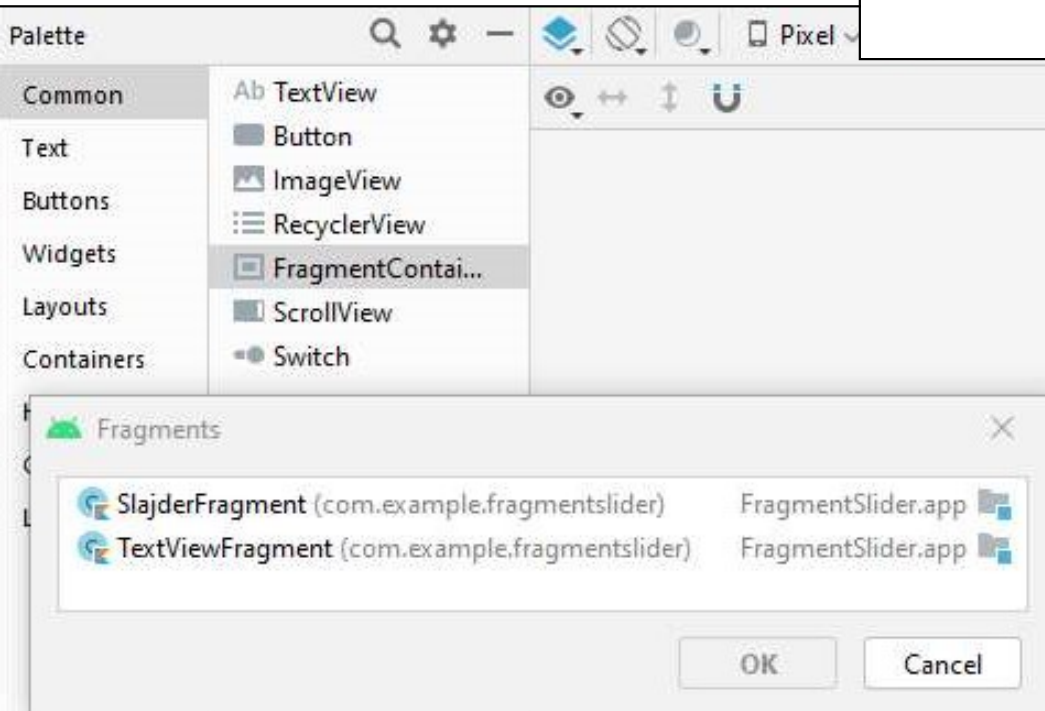 Palette
Pixel
Common
Text
Buttons
Widgets
Layouts
Containers
Ab TextView
Button
ImageView
RecyclerView
FragmentContai...
ScrollView
Switch
Fragments
SlajderFragment (com.example.fragmentslider) FragmentSlider.app
TextViewFragment (com.example.fragmentslider) FragmentSlider.app
OK
Cancel